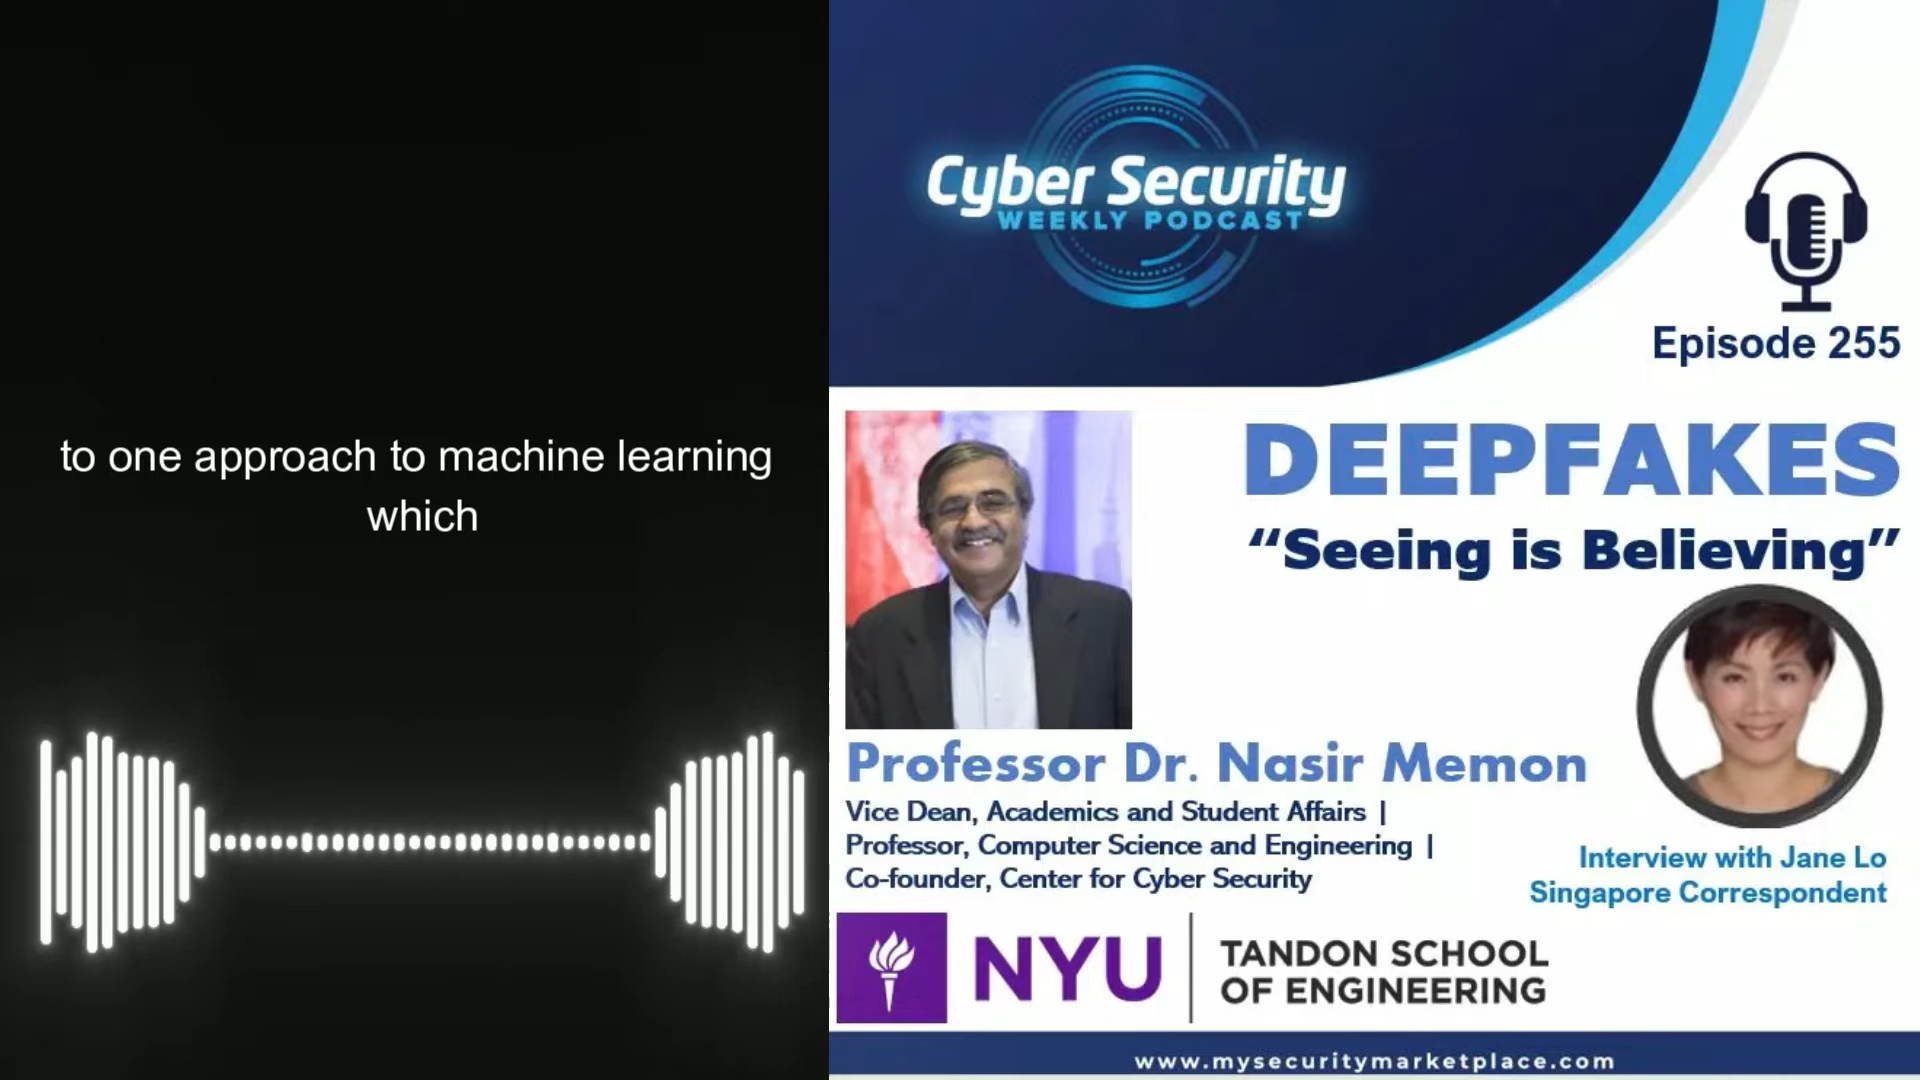 to one approach to machine learning
which
Cyber Security
WEEKLY PODCAST
Episode 255
DEEPFAKES
“Seeing is Believing”
Professor Dr. Nasir Memon
Vice Dean, Academics and Student Affairs |
Professor, Computer Science and Engineering |
Co-founder, Center for Cyber Security
Interview with Jane Lo
Singapore Correspondent
NYU
TANDON SCHOOL
OF ENGINEERING
www.mysecuritymarketplace.com